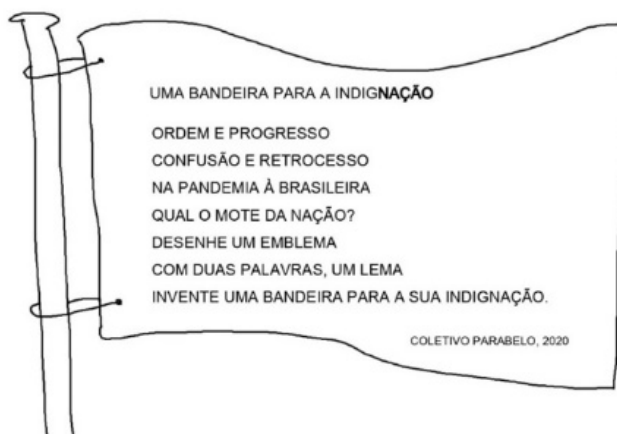 UMA BANDEIRA PARA A INDIGNAÇÃO
ORDEM E PROGRESSO
CONFUSÃO E RETROCESSO
NA PANDEMIA À BRASILEIRA
QUAL O MOTE DA NAÇÃO?
DESENHE UM EMBLEMA
COM DUAS PALAVRAS, UM LEMA
INVENTE UMA BANDEIRA PARA A SUA INDIGNAÇÃO.
COLETIVO PARABELO, 2020